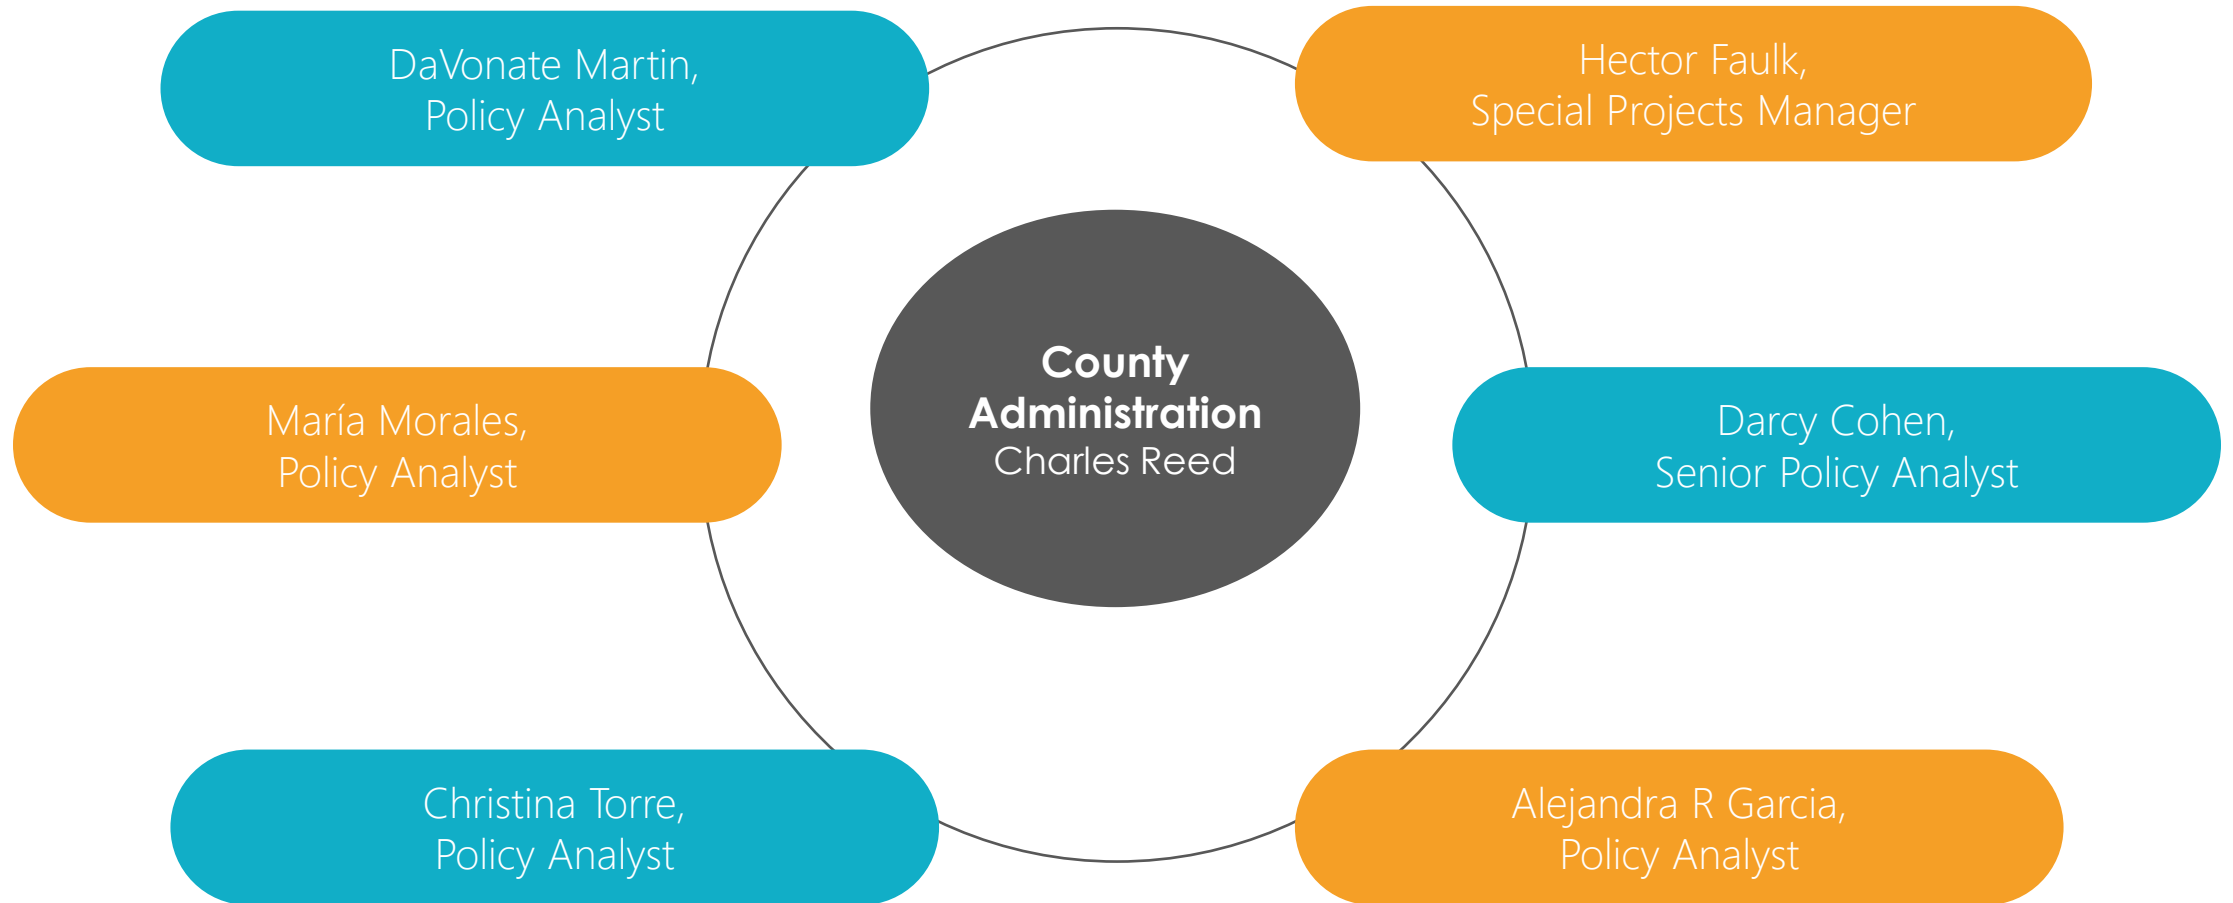 DaVonate Martin,
Policy Analyst
Hector Faulk,
Special Projects Manager
County
Administration
Charles Reed
María Morales,
Policy Analyst
Darcy Cohen,
Senior Policy Analyst
Christina Torre,
Policy Analyst
Alejandra R Garcia,
Policy Analyst